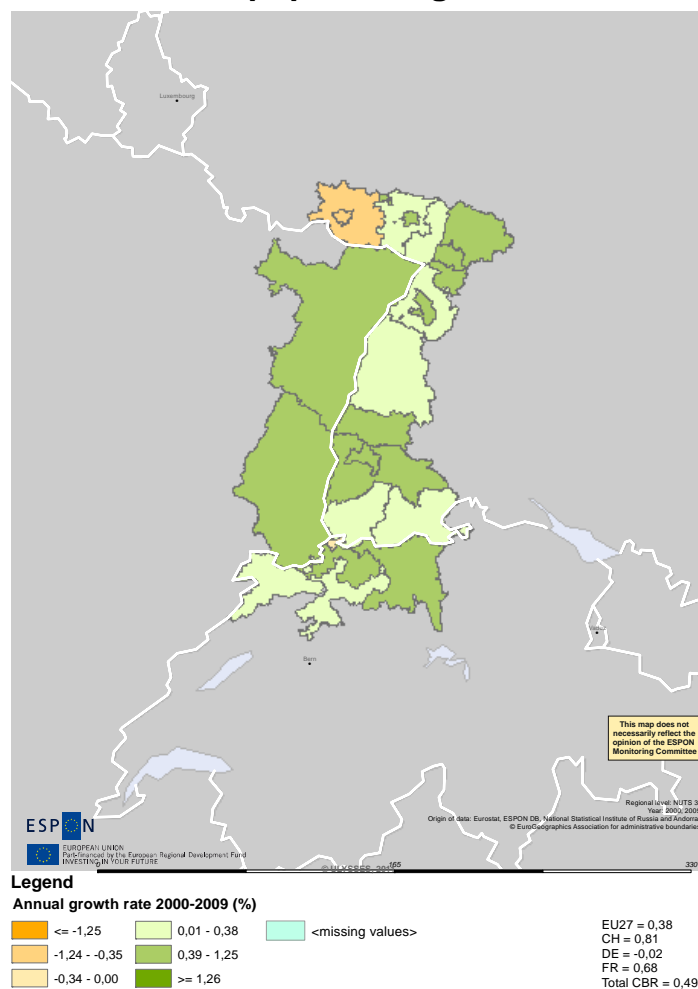 Luxembourg
Bern
This map does not
necessarily reflect the
opinion of the ESPON
Monitoring Committee
Regional level: NUTS 3
Origin of data: Eurostat, ESPON DB, National Statistical Institute of Russia and Andorra
© EuroGeographics Association for administrative boundaries
ESPON
EUROPEAN UNION
Part-financed by the European Regional Development Fund
INVESTING IN YOUR FUTURE
165
330
Legend
Annual growth rate 2000-2009 (%)
<= -1,25
-1,24 - -0,35
-0,34 - 0,00
0,01 - 0,38
0,39 - 1,25
>= 1,26
<missing values>
EU27 = 0,38
CH = 0,81
DE = -0,02
FR = 0,68
Total CBR = 0,49